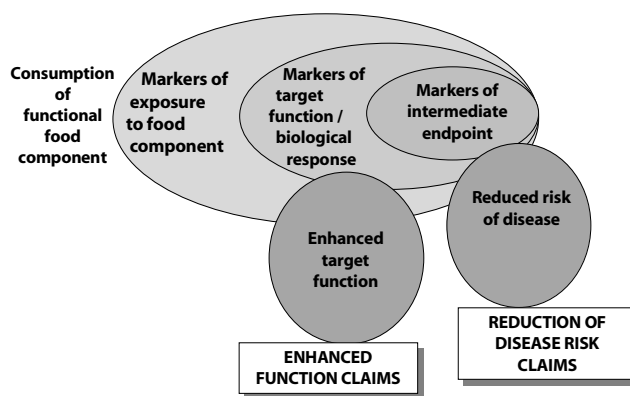 Consumption
of
functional
food
component
Markers of
exposure
to food
component
Markers of
target
function /
biological
response
Markers of
intermediate
endpoint
Enhanced
target
function
Reduced risk
of disease
ENHANCED
FUNCTION CLAIMS
REDUCTION OF
DISEASE RISK
CLAIMS